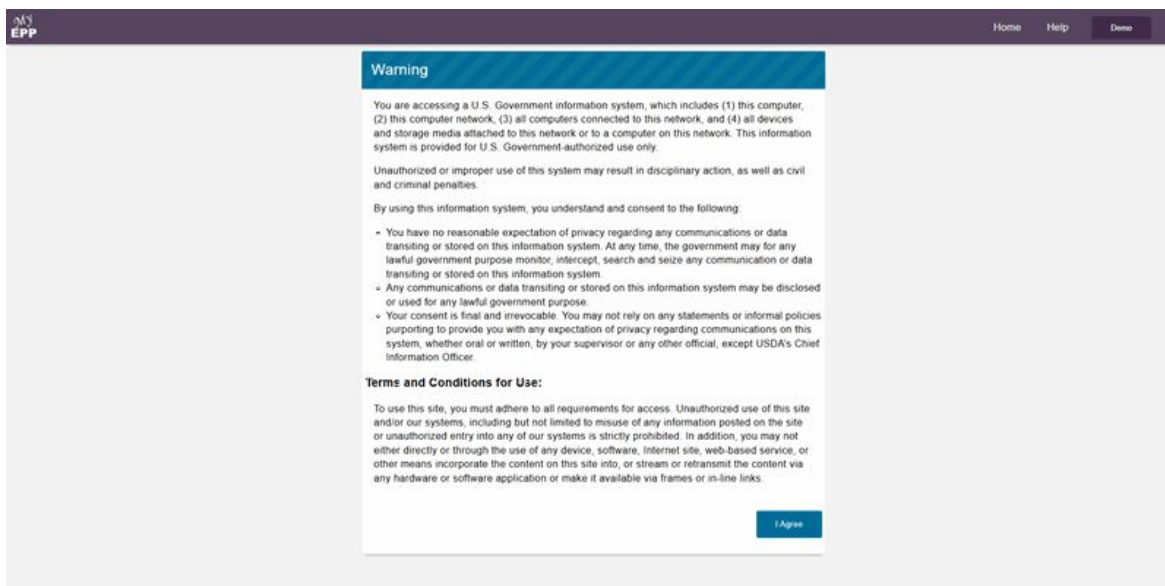 My
EPP
Home Help Demo
Warning
You are accessing a U.S. Government information system, which includes (1) this computer,
(2) this computer network, (3) all computers connected to this network, and (4) all devices
and storage media attached to this network or to a computer on this network. This information
system is provided for U.S. Government-authorized use only.
Unauthorized or improper use of this system may result in disciplinary action, as well as civil
and criminal penalties.
By using this information system, you understand and consent to the following:
• You have no reasonable expectation of privacy regarding any communications or data
transiting or stored on this information system. At any time, the government may for any
lawful government purpose monitor, intercept, search and seize any communication or data
transiting or stored on this information system.
• Any communications or data transiting or stored on this information system may be disclosed
or used for any lawful government purpose.
• Your consent is final and irrevocable. You may not rely on any statements or informal policies
purporting to provide you with any expectation of privacy regarding communications on this
system, whether oral or written, by your supervisor or any other official, except USDA's Chief
Information Officer.
Terms and Conditions for Use:
To use this site, you must adhere to all requirements for access. Unauthorized use of this site
and/or our systems, including but not limited to misuse of any information posted on the site
or unauthorized entry into any of our systems is strictly prohibited. In addition, you may not
either directly or through the use of any device, software, Internet site, web-based service, or
other means incorporate the content on this site into, or stream or retransmit the content via
any hardware or software application or make it available via frames or in-line links.
I Agree